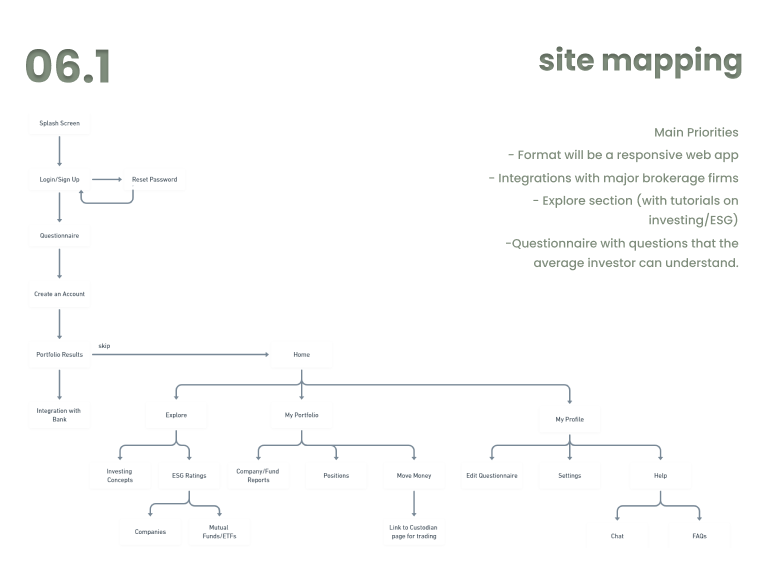 06.1
site mapping
Main Priorities
- Format will be a responsive web app
- Integrations with major brokerage firms
- Explore section (with tutorials on
investing/ESG)
-Questionnaire with questions that the
average investor can understand.
Splash Screen
Login/Sign Up
Reset Password
Questionnaire
Create an Account
Portfolio Results
skip
Home
Integration with
Bank
Explore
My Portfolio
My Profile
Investing
Concepts
ESG Ratings
Company/Fund
Reports
Positions
Move Money
Edit Questionnaire
Settings
Help
Companies
Mutual
Funds/ETFs
Link to Custodian
page for trading
Chat
FAQs